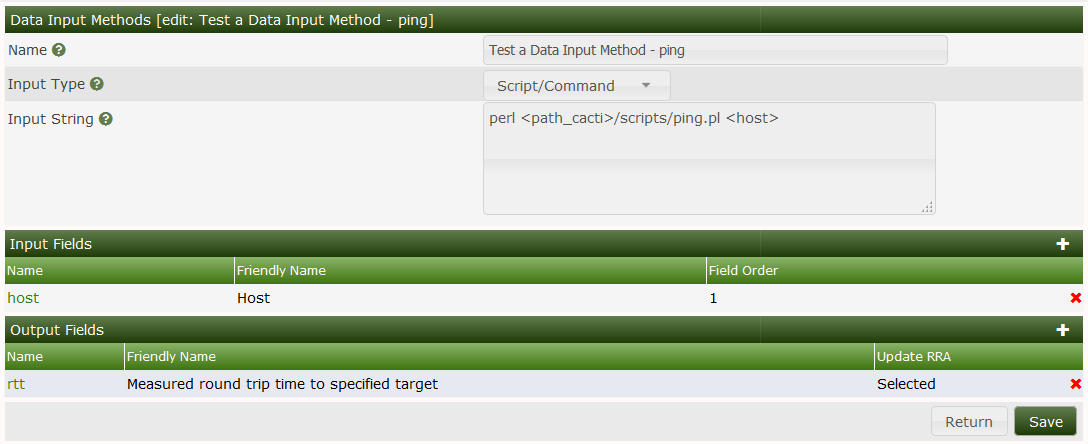 Data Input Methods [edit: Test a Data Input Method - ping]
Name ? Test a Data Input Method - ping
Input Type ? Script/Command
Input String ? perl <path_cacti>/scripts/ping.pl <host>
Input Fields
Name Friendly Name Field Order
host Host 1
Output Fields
Name Friendly Name Update RRA
rtt Measured round trip time to specified target Selected
Return Save